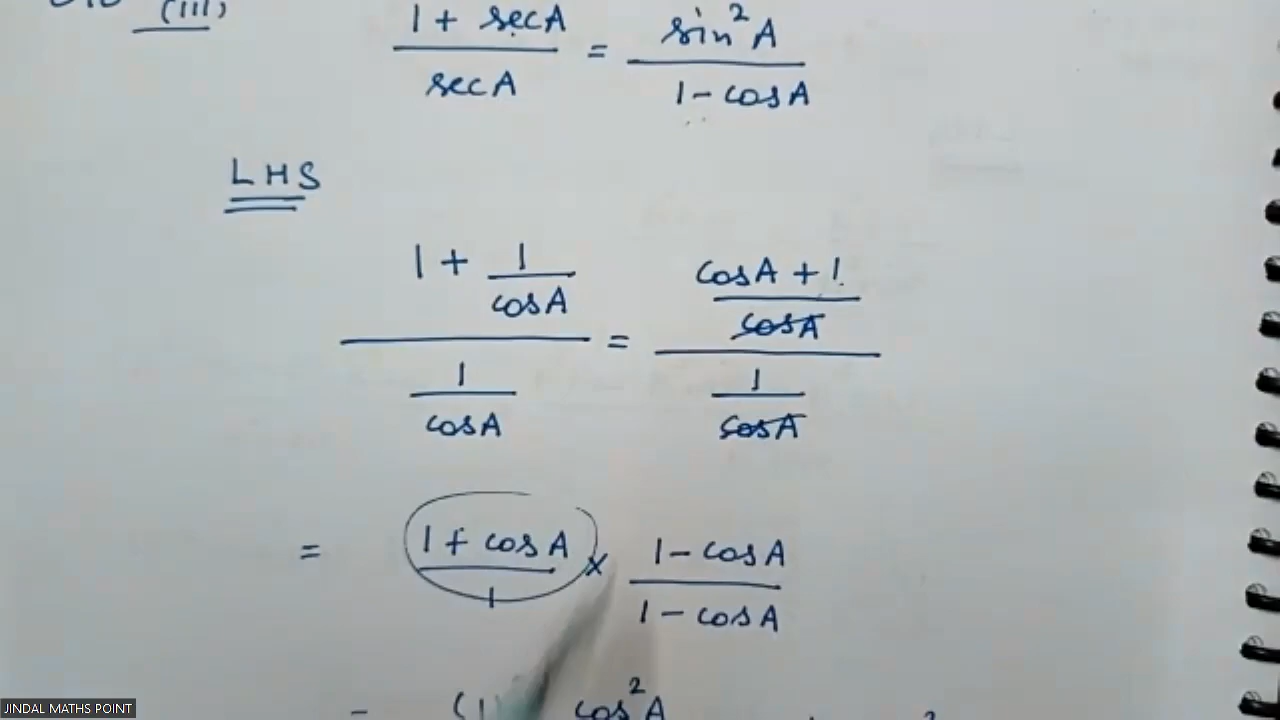 (iii)
1 + secA / secA = sin²A / 1 - cosA
LHS
1 + 1/cosA / 1/cosA = cosA + 1 / cosA / 1/cosA
= 1 + cosA / 1 × 1 - cosA / 1 - cosA
cos²A
JINDAL MATHS POINT